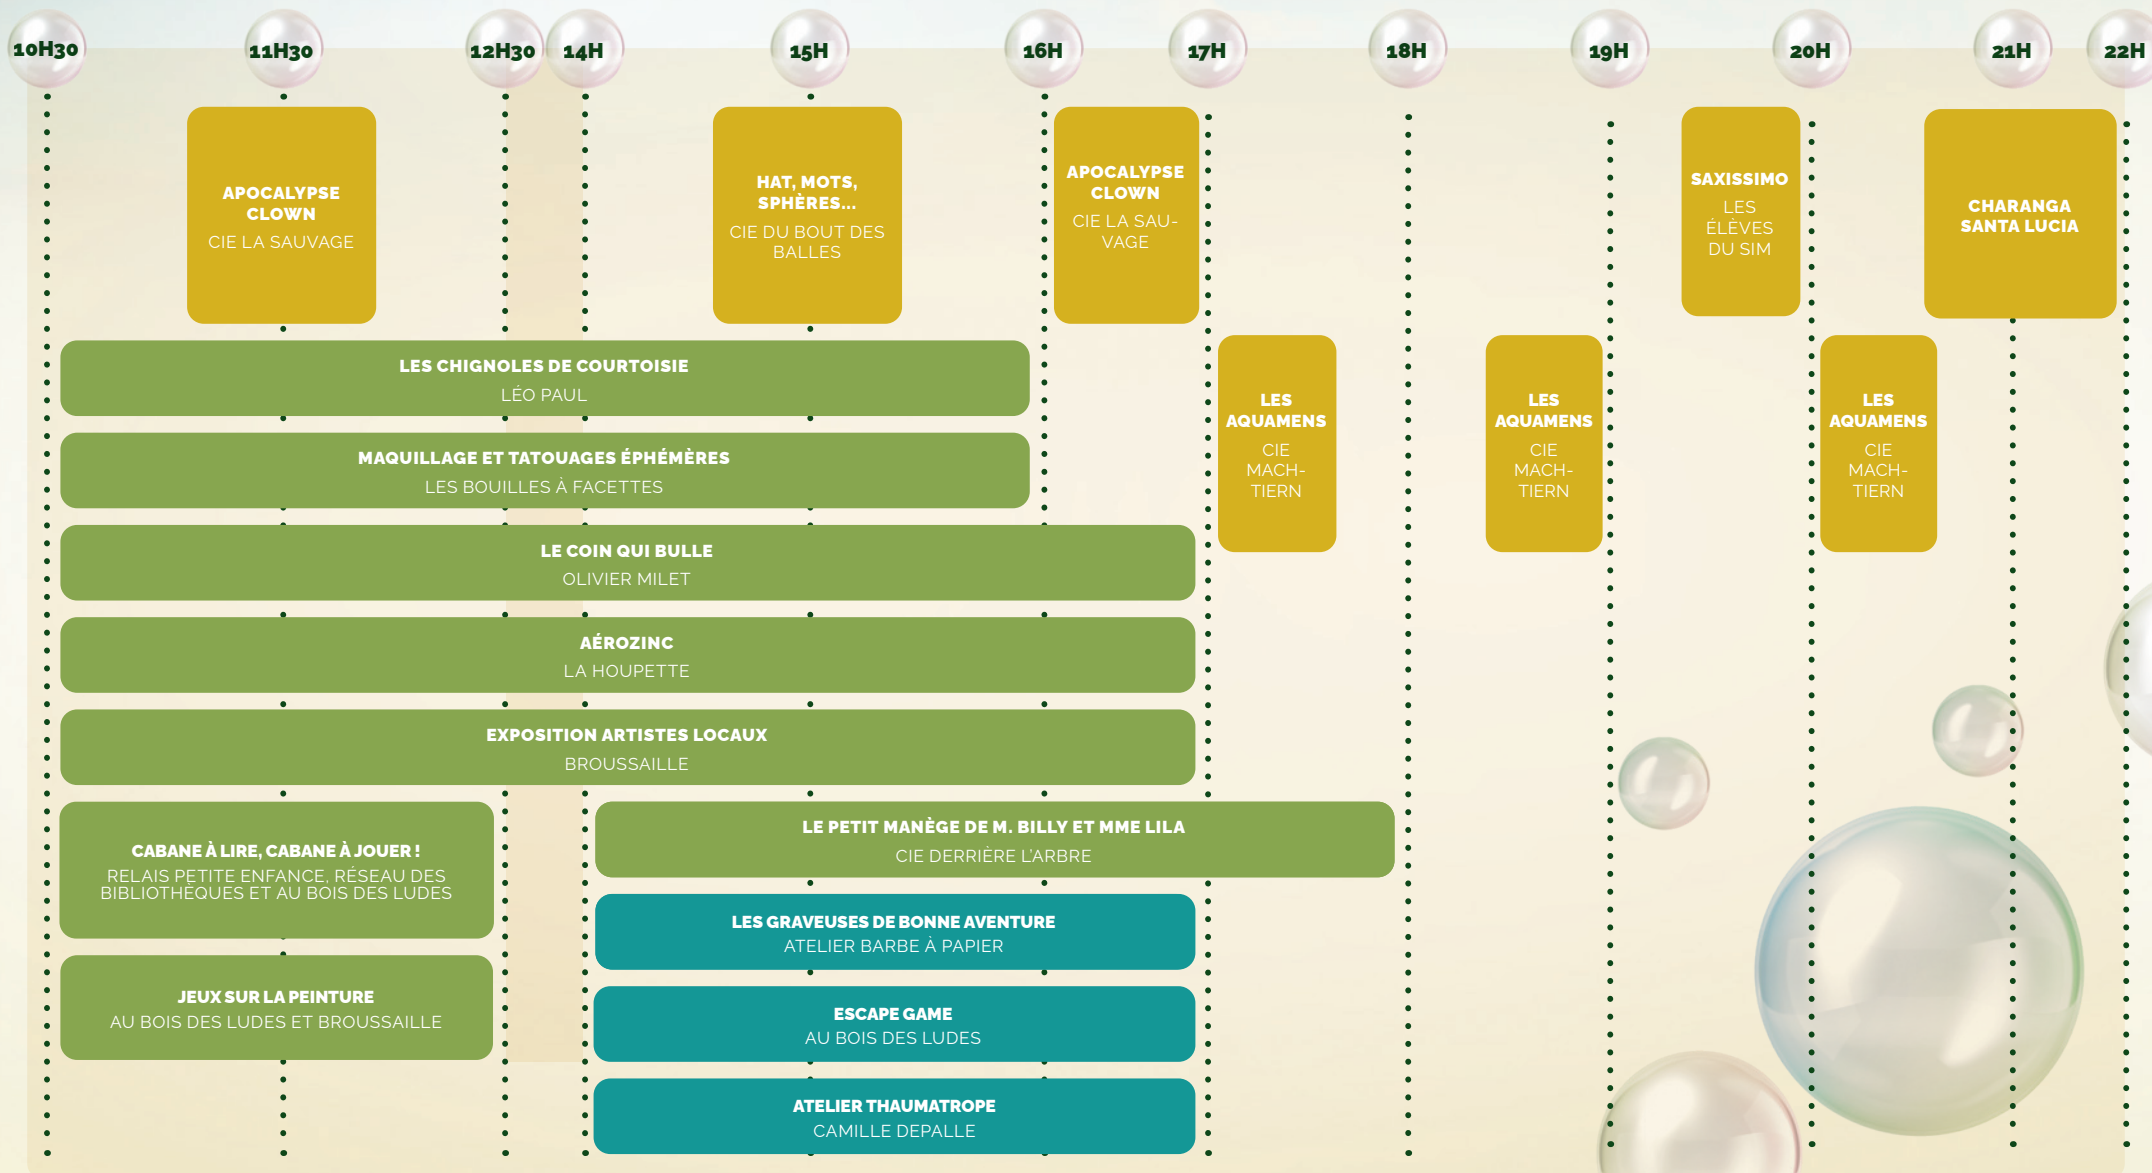 10H30
11H30
12H30
14H
15H
16H
17H
18H
19H
20H
21H
22H
APOCALYPSE
CLOWN
CIE LA SAUVAGE
HAT, MOTS,
SPHÈRES...
CIE DU BOUT DES
BALLES
APOCALYPSE
CLOWN
CIE LA SAU-
VAGE
SAXISSIMO
LES
ÉLÈVES
DU SIM
CHARANGA
SANTA LUCIA
LES CHIGNOLES DE COURTOISIE
LÉO PAUL
LES
AQUAMENS
CIE
MACH-
TIERN
LES
AQUAMENS
CIE
MACH-
TIERN
LES
AQUAMENS
CIE
MACH-
TIERN
MAQUILLAGE ET TATOUAGES ÉPHÉMÈRES
LES BOUILLES À FACETTES
LE COIN QUI BULLE
OLIVIER MILET
AÉROZINC
LA HOUPETTE
EXPOSITION ARTISTES LOCAUX
BROUSSAILLE
CABANE À LIRE, CABANE À JOUER !
RELAIS PETITE ENFANCE, RÉSEAU DES
BIBLIOTHÈQUES ET AU BOIS DES LUDES
LE PETIT MANÈGE DE M. BILLY ET MME LILA
CIE DERRIÈRE L'ARBRE
LES GRAVEUSES DE BONNE AVENTURE
ATELIER BARBE À PAPIER
JEUX SUR LA PEINTURE
AU BOIS DES LUDES ET BROUSSAILLE
ESCAPE GAME
AU BOIS DES LUDES
ATELIER THAUMATROPE
CAMILLE DEPALLE